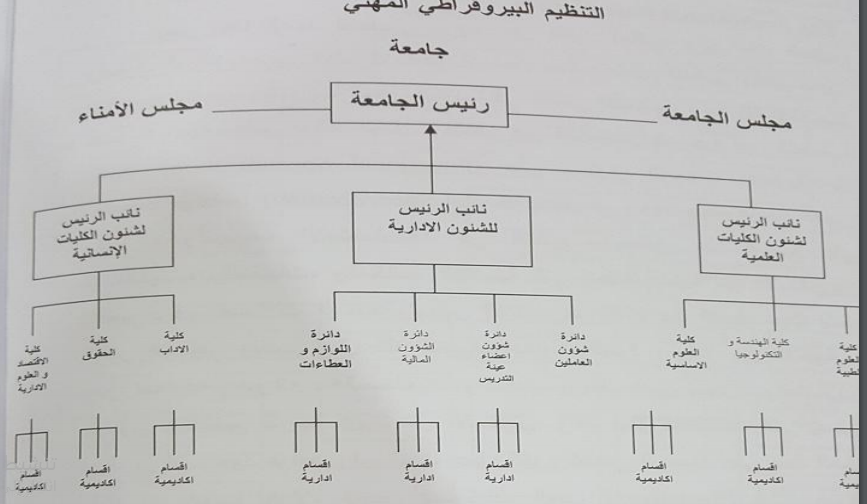 التنظيم البيروقراطي المهني
جامعة
رئيس الجامعة
مجلس الجامعة
مجلس الأمناء
نائب الرئيس
لشئون الكليات
العلمية
نائب الرئيس
للشئون الادارية
نائب الرئيس
لشئون الكليات
الإنسانية
كلية
كلية الهندسة و
التكنولوجيا
كلية
العلوم
الاساسية
دائرة
شؤون
العاملين
دائرة
شؤون
اعضاء
عينة
التدريس
دائرة
الشؤون
المالية
دائرة
اللوازم و
العطاءات
كلية
الاداب
كلية
الحقوق
كلية
الاقتصاد
و العلوم
الادارية
اقسام
اكاديمية
اقسام
اكاديمية
اقسام
ادارية
اقسام
ادارية
اقسام
ادارية
اقسام
اكاديمية
اقسام
اكاديمية
اقسام
اكاديمية